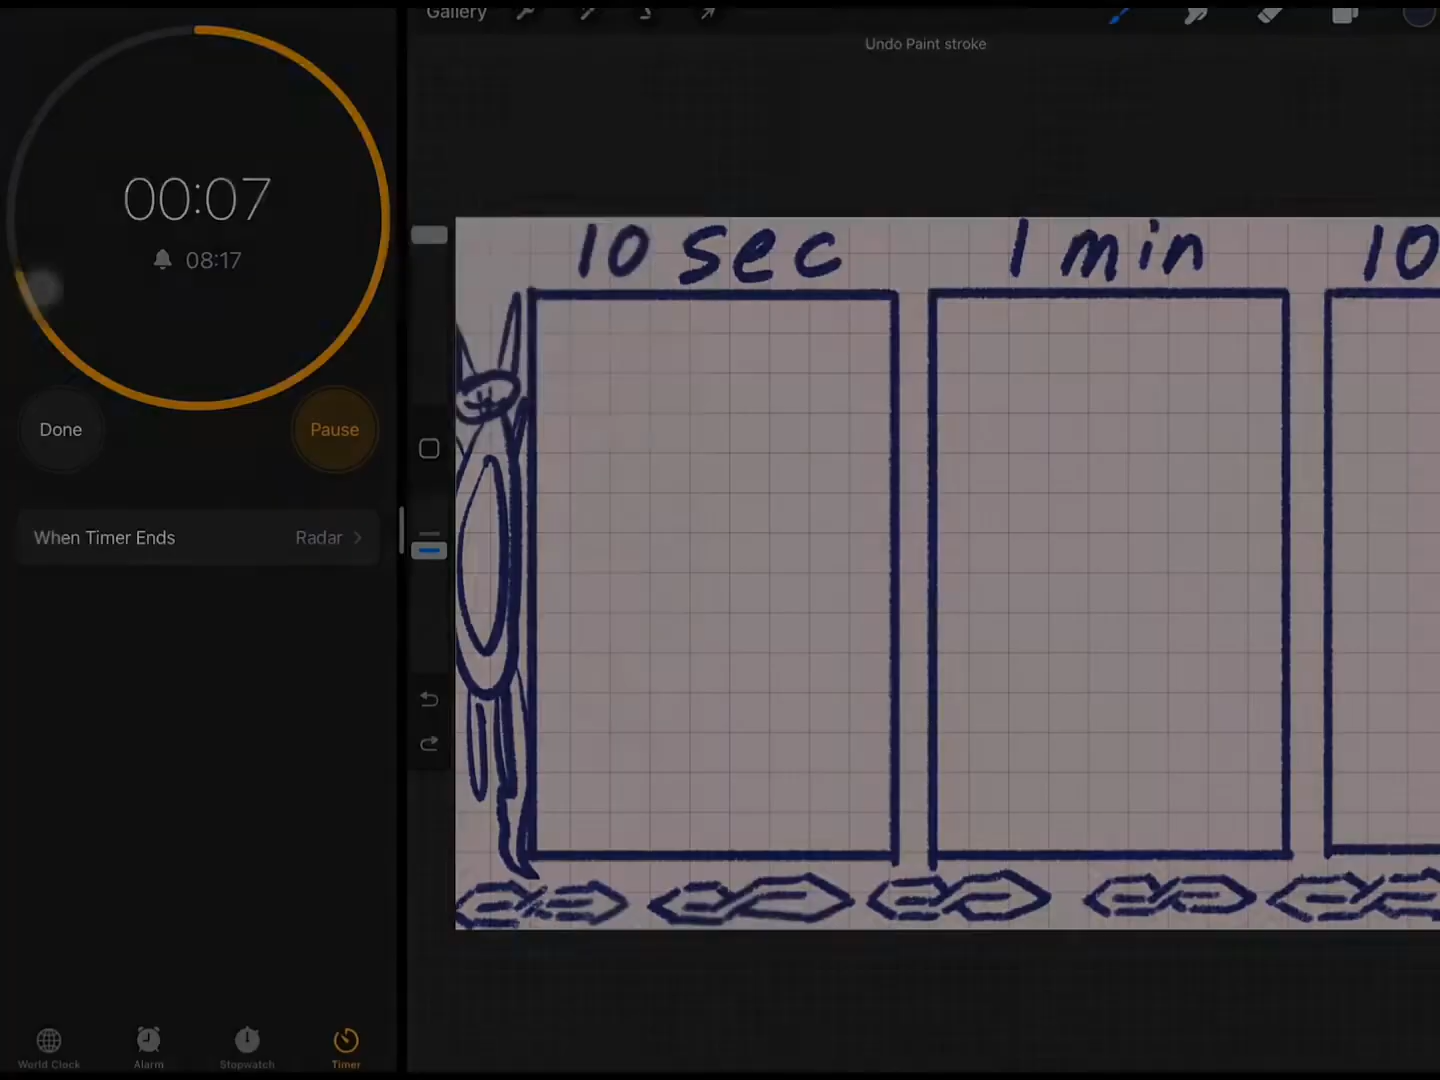 Gallery
Undo Paint stroke
00:07
08:17
Done
Pause
When Timer Ends
Radar
World Clock
Alarm
Stopwatch
Timer
10 sec
1 min
10